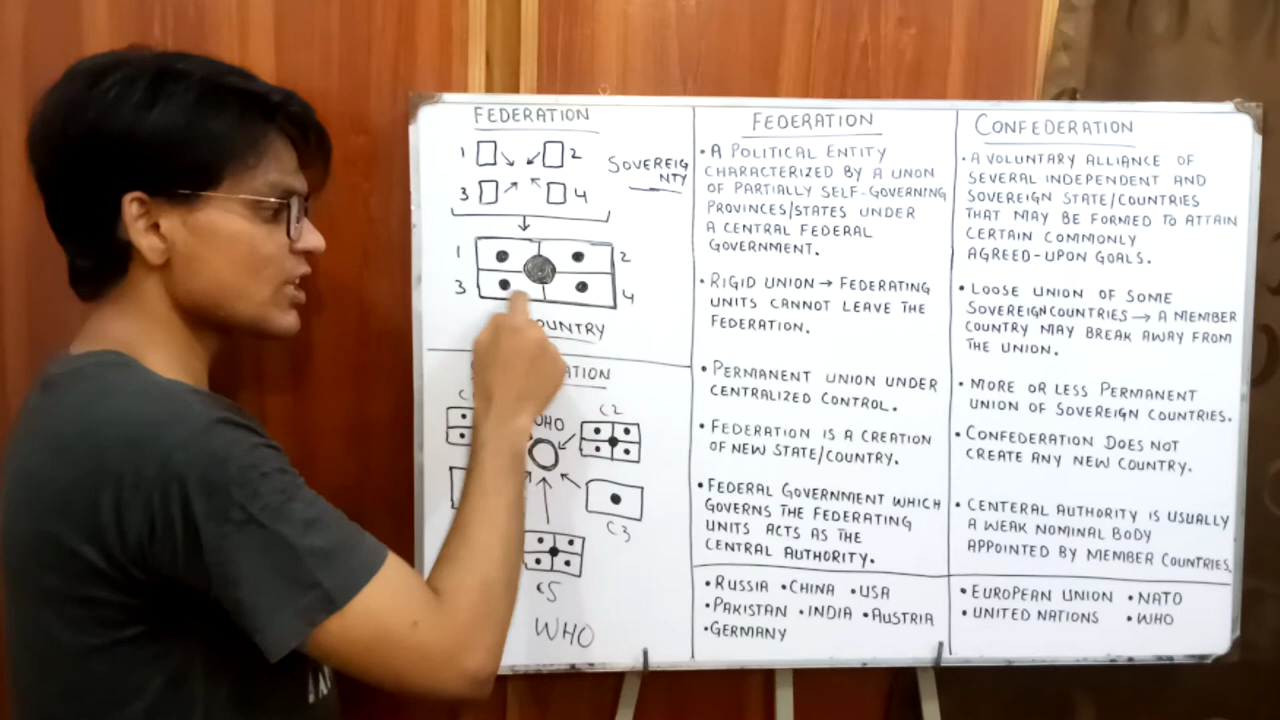 FEDERATION
1 2
SOVEREIG
NTY
3 4
1 2
3 4
OUNTRY
ATION
C2
WHO
C3
C5
WHO
FEDERATION
• A POLITICAL ENTITY
CHARACTERIZED BY A UNON
OF PARTIALLY SELF-GOVERNING
PROVINCES/STATES UNDER
A CENTRAL FEDERAL
GOVERNMENT.
• RIGID UNION → FEDERATING
UNITS CANNOT LEAVE THE
FEDERATION.
• PERMANENT UNION UNDER
CENTRALIZED CONTROL.
• FEDERATION IS A CREATION
OF NEW STATE/COUNTRY.
• FEDERAL GOVERNMENT WHICH
GOVERNS THE FEDERATING
UNITS ACTS AS THE
CENTRAL AUTHORITY.
• RUSSIA • CHINA • USA
• PAKISTAN • INDIA • AUSTRIA
• GERMANY
CONFEDERATION
• A VOLUNTARY ALLIANCE OF
SEVERAL INDEPENDENT AND
SOVEREIGN STATE/COUNTRIES
THAT MAY BE FORMED TO ATTAIN
CERTAIN COMMONLY
AGREED-UPON GOALS.
• LOOSE UNION OF SOME
SOVEREIGN COUNTRIES → A MEMBER
COUNTRY MAY BREAK AWAY FROM
THE UNION.
• MORE OR LESS PERMANENT
UNION OF SOVEREIGN COUNTRIES.
• CONFEDERATION DOES NOT
CREATE ANY NEW COUNTRY.
• CENTERAL AUTHORITY IS USUALLY
A WEAK NOMINAL BODY
APPOINTED BY MEMBER COUNTRIES.
• EUROPEAN UNION • NATO
• UNITED NATIONS • WHO